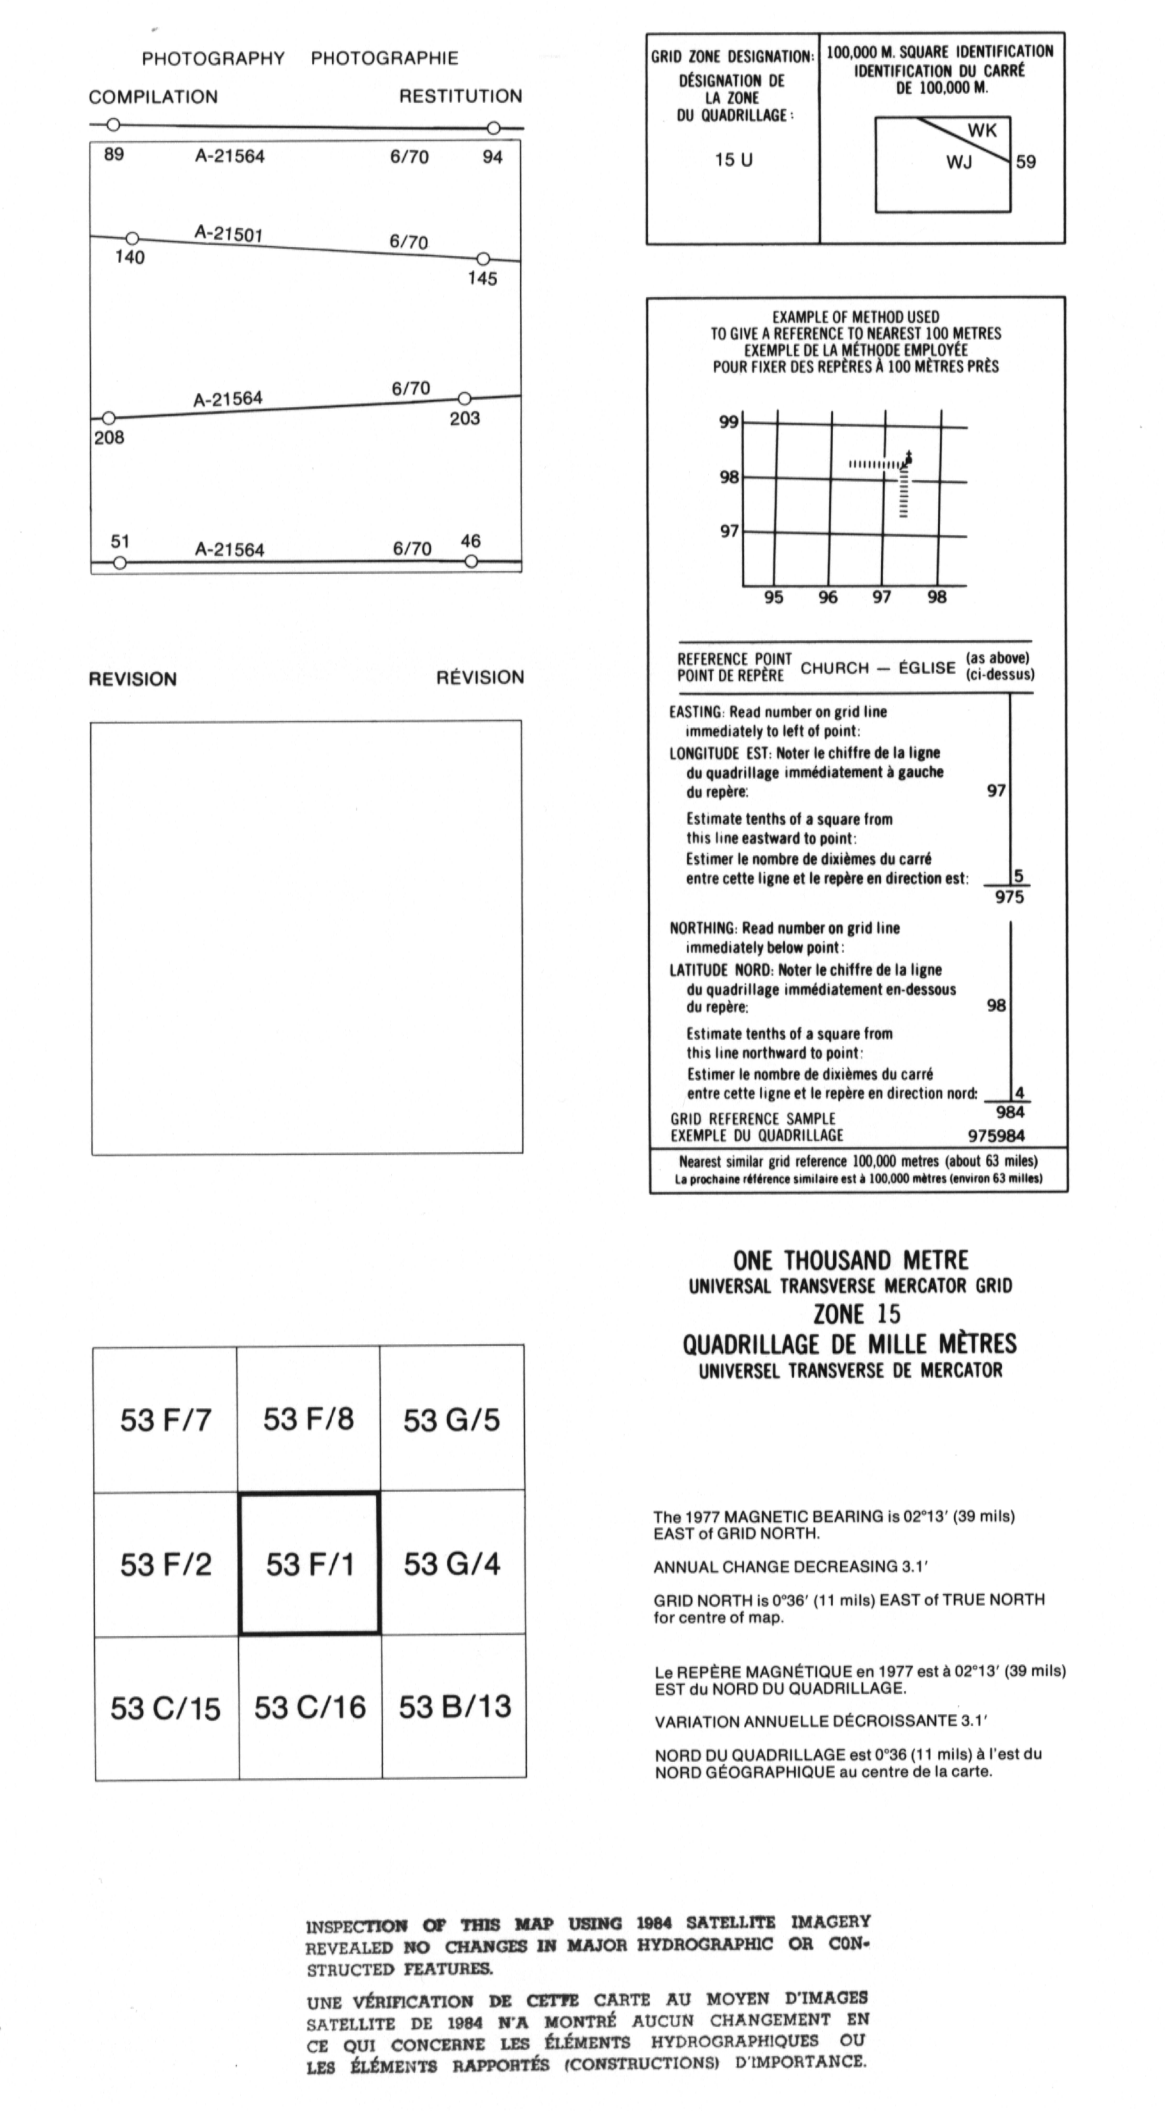 PHOTOGRAPHY PHOTOGRAPHIE
COMPILATION RESTITUTION
89 A-21564 6/70 94
A-21501 6/70
140 145
A-21564 6/70
208 203
51 A-21564 6/70 46
REVISION RÉVISION
53 F/7 53 F/8 53 G/5
53 F/2 53 F/1 53 G/4
53 C/15 53 C/16 53 B/13
GRID ZONE DESIGNATION:
DÉSIGNATION DE
LA ZONE
DU QUADRILLAGE :
15 U
100,000 M. SQUARE IDENTIFICATION
IDENTIFICATION DU CARRÉ
DE 100,000 M.
WK
WJ 59
EXAMPLE OF METHOD USED
TO GIVE A REFERENCE TO NEAREST 100 METRES
EXEMPLE DE LA MÉTHODE EMPLOYÉE
POUR FIXER DES REPÈRES À 100 MÈTRES PRÈS
99
98
97
95 96 97 98
REFERENCE POINT
POINT DE REPÈRE
CHURCH — ÉGLISE
(as above)
(ci-dessus)
EASTING: Read number on grid line
immediately to left of point:
LONGITUDE EST: Noter le chiffre de la ligne
du quadrillage immédiatement à gauche
du repère: 97
Estimate tenths of a square from
this line eastward to point:
Estimer le nombre de dixièmes du carré
entre cette ligne et le repère en direction est: 5
975
NORTHING: Read number on grid line
immediately below point:
LATITUDE NORD: Noter le chiffre de la ligne
du quadrillage immédiatement en-dessous
du repère: 98
Estimate tenths of a square from
this line northward to point:
Estimer le nombre de dixièmes du carré
entre cette ligne et le repère en direction nord: 4
984
GRID REFERENCE SAMPLE
EXEMPLE DU QUADRILLAGE 975984
Nearest similar grid reference 100,000 metres (about 63 miles)
La prochaine référence similaire est à 100,000 mètres (environ 63 milles)
ONE THOUSAND METRE
UNIVERSAL TRANSVERSE MERCATOR GRID
ZONE 15
QUADRILLAGE DE MILLE MÈTRES
UNIVERSEL TRANSVERSE DE MERCATOR
The 1977 MAGNETIC BEARING is 02°13′ (39 mils)
EAST of GRID NORTH.
ANNUAL CHANGE DECREASING 3.1′
GRID NORTH is 0°36′ (11 mils) EAST of TRUE NORTH
for centre of map.
Le REPÈRE MAGNÉTIQUE en 1977 est à 02°13′ (39 mils)
EST du NORD DU QUADRILLAGE.
VARIATION ANNUELLE DÉCROISSANTE 3.1′
NORD DU QUADRILLAGE est 0°36 (11 mils) à l'est du
NORD GÉOGRAPHIQUE au centre de la carte.
INSPECTION OF THIS MAP USING 1984 SATELLITE IMAGERY
REVEALED NO CHANGES IN MAJOR HYDROGRAPHIC OR CON-
STRUCTED FEATURES.
UNE VÉRIFICATION DE CETTE CARTE AU MOYEN D'IMAGES
SATELLITE DE 1984 N'A MONTRÉ AUCUN CHANGEMENT EN
CE QUI CONCERNE LES ÉLÉMENTS HYDROGRAPHIQUES OU
LES ÉLÉMENTS RAPPORTÉS (CONSTRUCTIONS) D'IMPORTANCE.